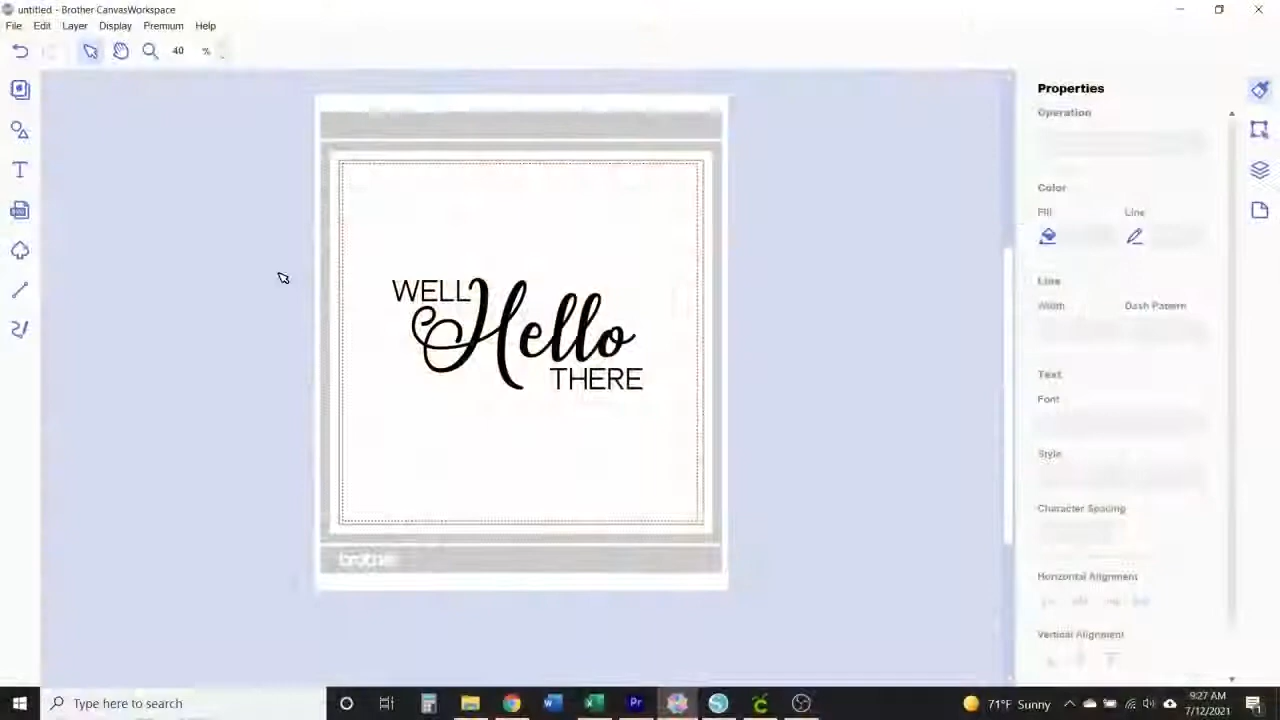 untitled - Brother CanvasWorkspace
File Edit Layer Display Premium Help
40 %
Properties
Operation
Color
Fill Line
Line
Width Dash Pattern
Text
Font
Style
Character Spacing
Horizontal Alignment
Vertical Alignment
WELL
Hello
THERE
brother
Type here to search
71°F Sunny
9:27 AM
7/12/2021